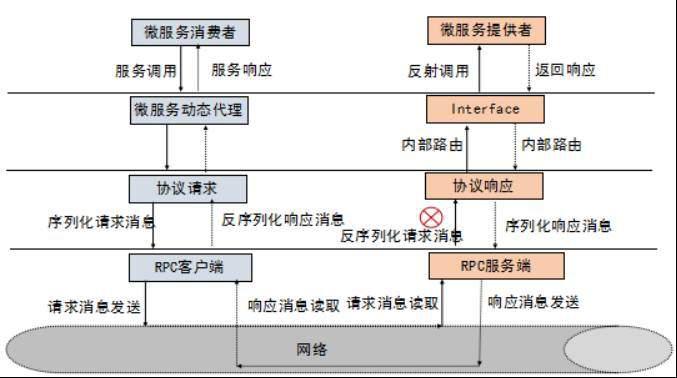 微服务消费者
微服务提供者
服务调用
服务响应
反射调用
返回响应
微服务动态代理
Interface
内部路由
内部路由
协议请求
协议响应
序列化请求消息
反序列化响应消息
反序列化请求消息
序列化响应消息
RPC客户端
RPC服务端
请求消息发送
响应消息读取
请求消息读取
响应消息发送
网络